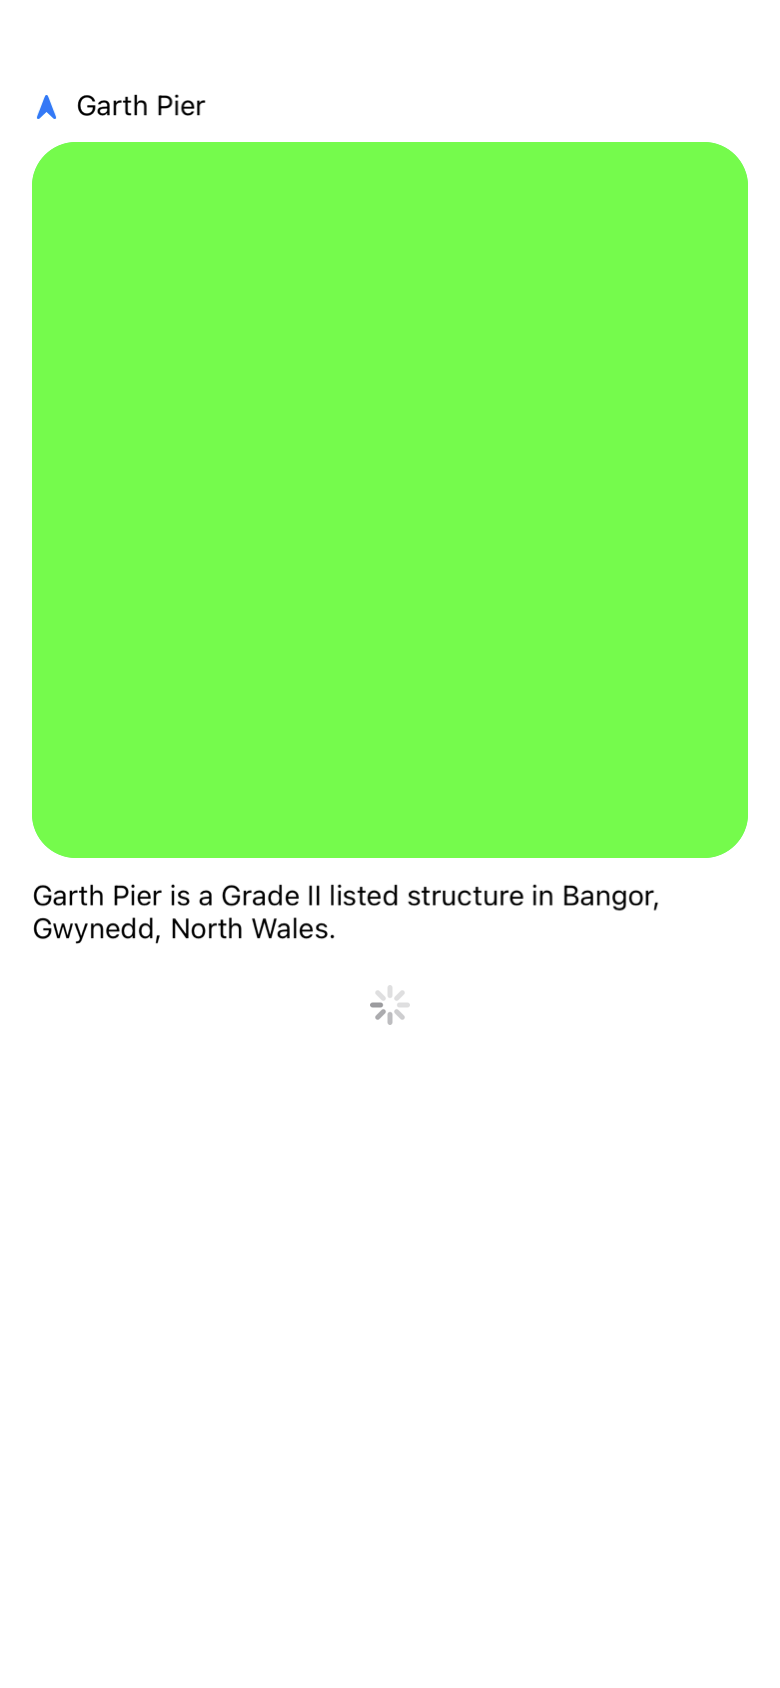 Garth Pier
Garth Pier is a Grade II listed structure in Bangor,
Gwynedd, North Wales.